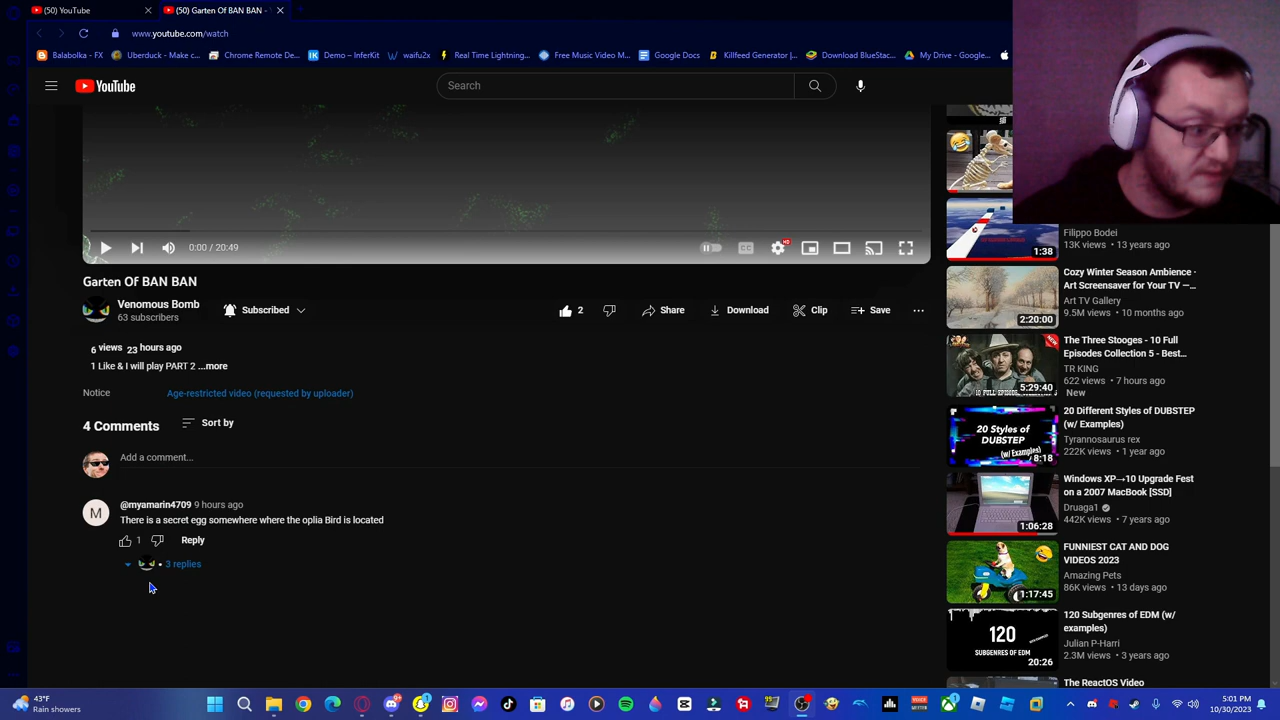 (50) YouTube
(50) Garten Of BAN BAN -
www.youtube.com/watch
Balabolka - FX
Uberduck - Make c...
Chrome Remote De...
Demo – InferKit
waifu2x
Real Time Lightning...
Free Music Video M...
Google Docs
Killfeed Generator |...
Download BlueStac...
My Drive - Google...
YouTube
Search
0:00 / 20:49
CC
HD
Garten Of BAN BAN
Venomous Bomb
63 subscribers
Subscribed
2
Share
Download
Clip
Save
6 views 23 hours ago
1 Like & I will play PART 2 ...more
Notice
Age-restricted video (requested by uploader)
4 Comments
Sort by
Add a comment...
M
@myamarin4709 9 hours ago
There is a secret egg somewhere where the oplia Bird is located
1
Reply
3 replies
Filippo Bodei
13K views • 13 years ago
1:38
Cozy Winter Season Ambience ·
Art Screensaver for Your TV —...
Art TV Gallery
9.5M views • 10 months ago
2:20:00
The Three Stooges - 10 Full
Episodes Collection 5 - Best...
TR KING
622 views • 7 hours ago
New
NEW
5:29:40
20 Different Styles of DUBSTEP
(w/ Examples)
Tyrannosaurus rex
222K views • 1 year ago
20 Styles of
DUBSTEP
(w/ Examples)
8:18
Windows XP→10 Upgrade Fest
on a 2007 MacBook [SSD]
Druaga1
442K views • 7 years ago
1:06:28
FUNNIEST CAT AND DOG
VIDEOS 2023
Amazing Pets
86K views • 13 days ago
1:17:45
120 Subgenres of EDM (w/
examples)
Julian P-Harri
2.3M views • 3 years ago
120
SUBGENRES OF EDM
20:26
The ReactOS Video
43°F
Rain showers
5:01 PM
10/30/2023